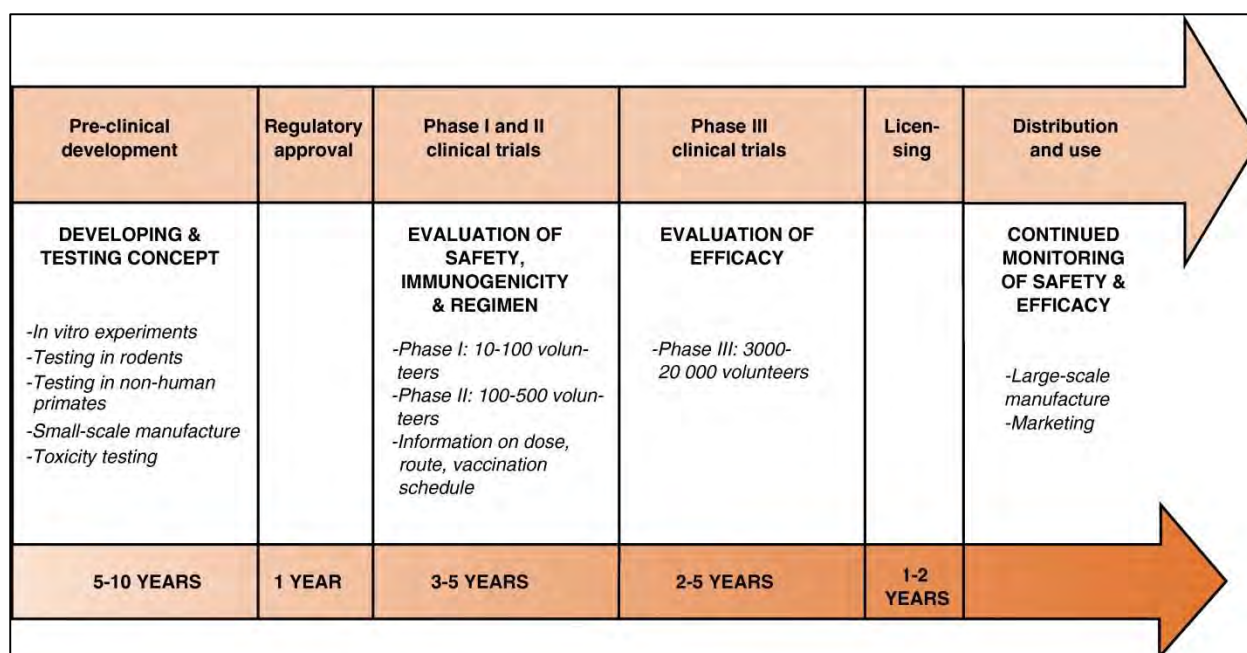 Pre-clinical
development
Regulatory
approval
Phase I and II
clinical trials
Phase III
clinical trials
Licen-
sing
Distribution
and use
DEVELOPING &
TESTING CONCEPT
-In vitro experiments
-Testing in rodents
-Testing in non-human
primates
-Small-scale manufacture
-Toxicity testing
EVALUATION OF
SAFETY,
IMMUNOGENICITY
& REGIMEN
-Phase I: 10-100 volun-
teers
-Phase II: 100-500 volun-
teers
-Information on dose,
route, vaccination
schedule
EVALUATION OF
EFFICACY
-Phase III: 3000-
20 000 volunteers
CONTINUED
MONITORING
OF SAFETY &
EFFICACY
-Large-scale
manufacture
-Marketing
5-10 YEARS
1 YEAR
3-5 YEARS
2-5 YEARS
1-2
YEARS